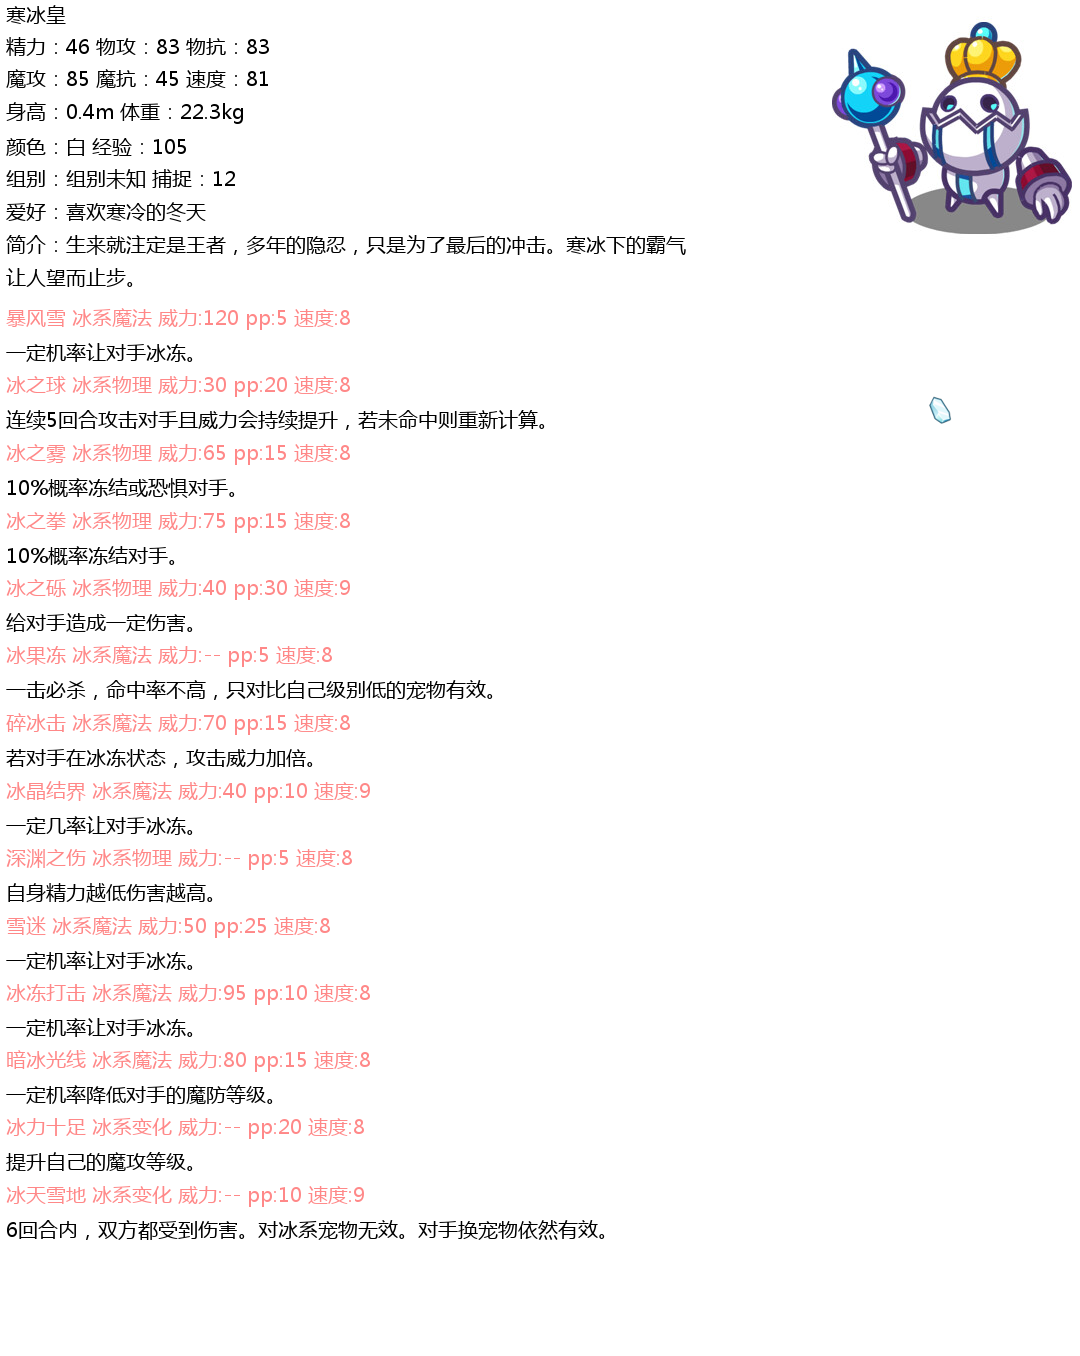 寒冰皇
精力：46 物攻：83 物抗：83
魔攻：85 魔抗：45 速度：81
身高：0.4m 体重：22.3kg
颜色：白 经验：105
组别：组别未知 捕捉：12
爱好：喜欢寒冷的冬天
简介：生来就注定是王者，多年的隐忍，只是为了最后的冲击。寒冰下的霸气
让人望而止步。
暴风雪 冰系魔法 威力:120 pp:5 速度:8
一定机率让对手冰冻。
冰之球 冰系物理 威力:30 pp:20 速度:8
连续5回合攻击对手且威力会持续提升，若未命中则重新计算。
冰之雾 冰系物理 威力:65 pp:15 速度:8
10%概率冻结或恐惧对手。
冰之拳 冰系物理 威力:75 pp:15 速度:8
10%概率冻结对手。
冰之砾 冰系物理 威力:40 pp:30 速度:9
给对手造成一定伤害。
冰果冻 冰系魔法 威力:-- pp:5 速度:8
一击必杀，命中率不高，只对比自己级别低的宠物有效。
碎冰击 冰系魔法 威力:70 pp:15 速度:8
若对手在冰冻状态，攻击威力加倍。
冰晶结界 冰系魔法 威力:40 pp:10 速度:9
一定几率让对手冰冻。
深渊之伤 冰系物理 威力:-- pp:5 速度:8
自身精力越低伤害越高。
雪迷 冰系魔法 威力:50 pp:25 速度:8
一定机率让对手冰冻。
冰冻打击 冰系魔法 威力:95 pp:10 速度:8
一定机率让对手冰冻。
暗冰光线 冰系魔法 威力:80 pp:15 速度:8
一定机率降低对手的魔防等级。
冰力十足 冰系变化 威力:-- pp:20 速度:8
提升自己的魔攻等级。
冰天雪地 冰系变化 威力:-- pp:10 速度:9
6回合内，双方都受到伤害。对冰系宠物无效。对手换宠物依然有效。